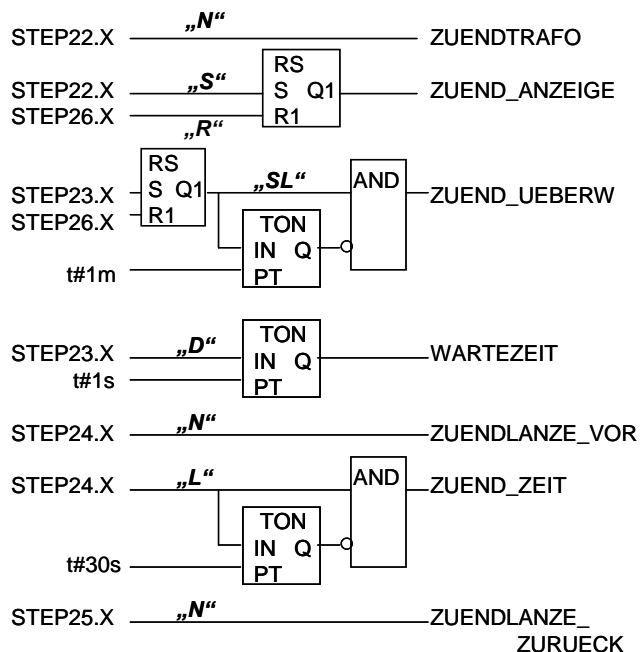 STEP22.X „N“ ZUENDTRAFO
RS
STEP22.X „S“ S Q1 ZUEND_ANZEIGE
STEP26.X R1
„R“
RS
STEP23.X S Q1 „SL“ AND ZUEND_UEBERW
STEP26.X R1
TON
IN Q
t#1m PT
TON
STEP23.X „D“ IN Q WARTEZEIT
t#1s PT
STEP24.X „N“ ZUENDLANZE_VOR
STEP24.X „L“ AND ZUEND_ZEIT
TON
IN Q
t#30s PT
STEP25.X „N“ ZUENDLANZE_
ZURUECK